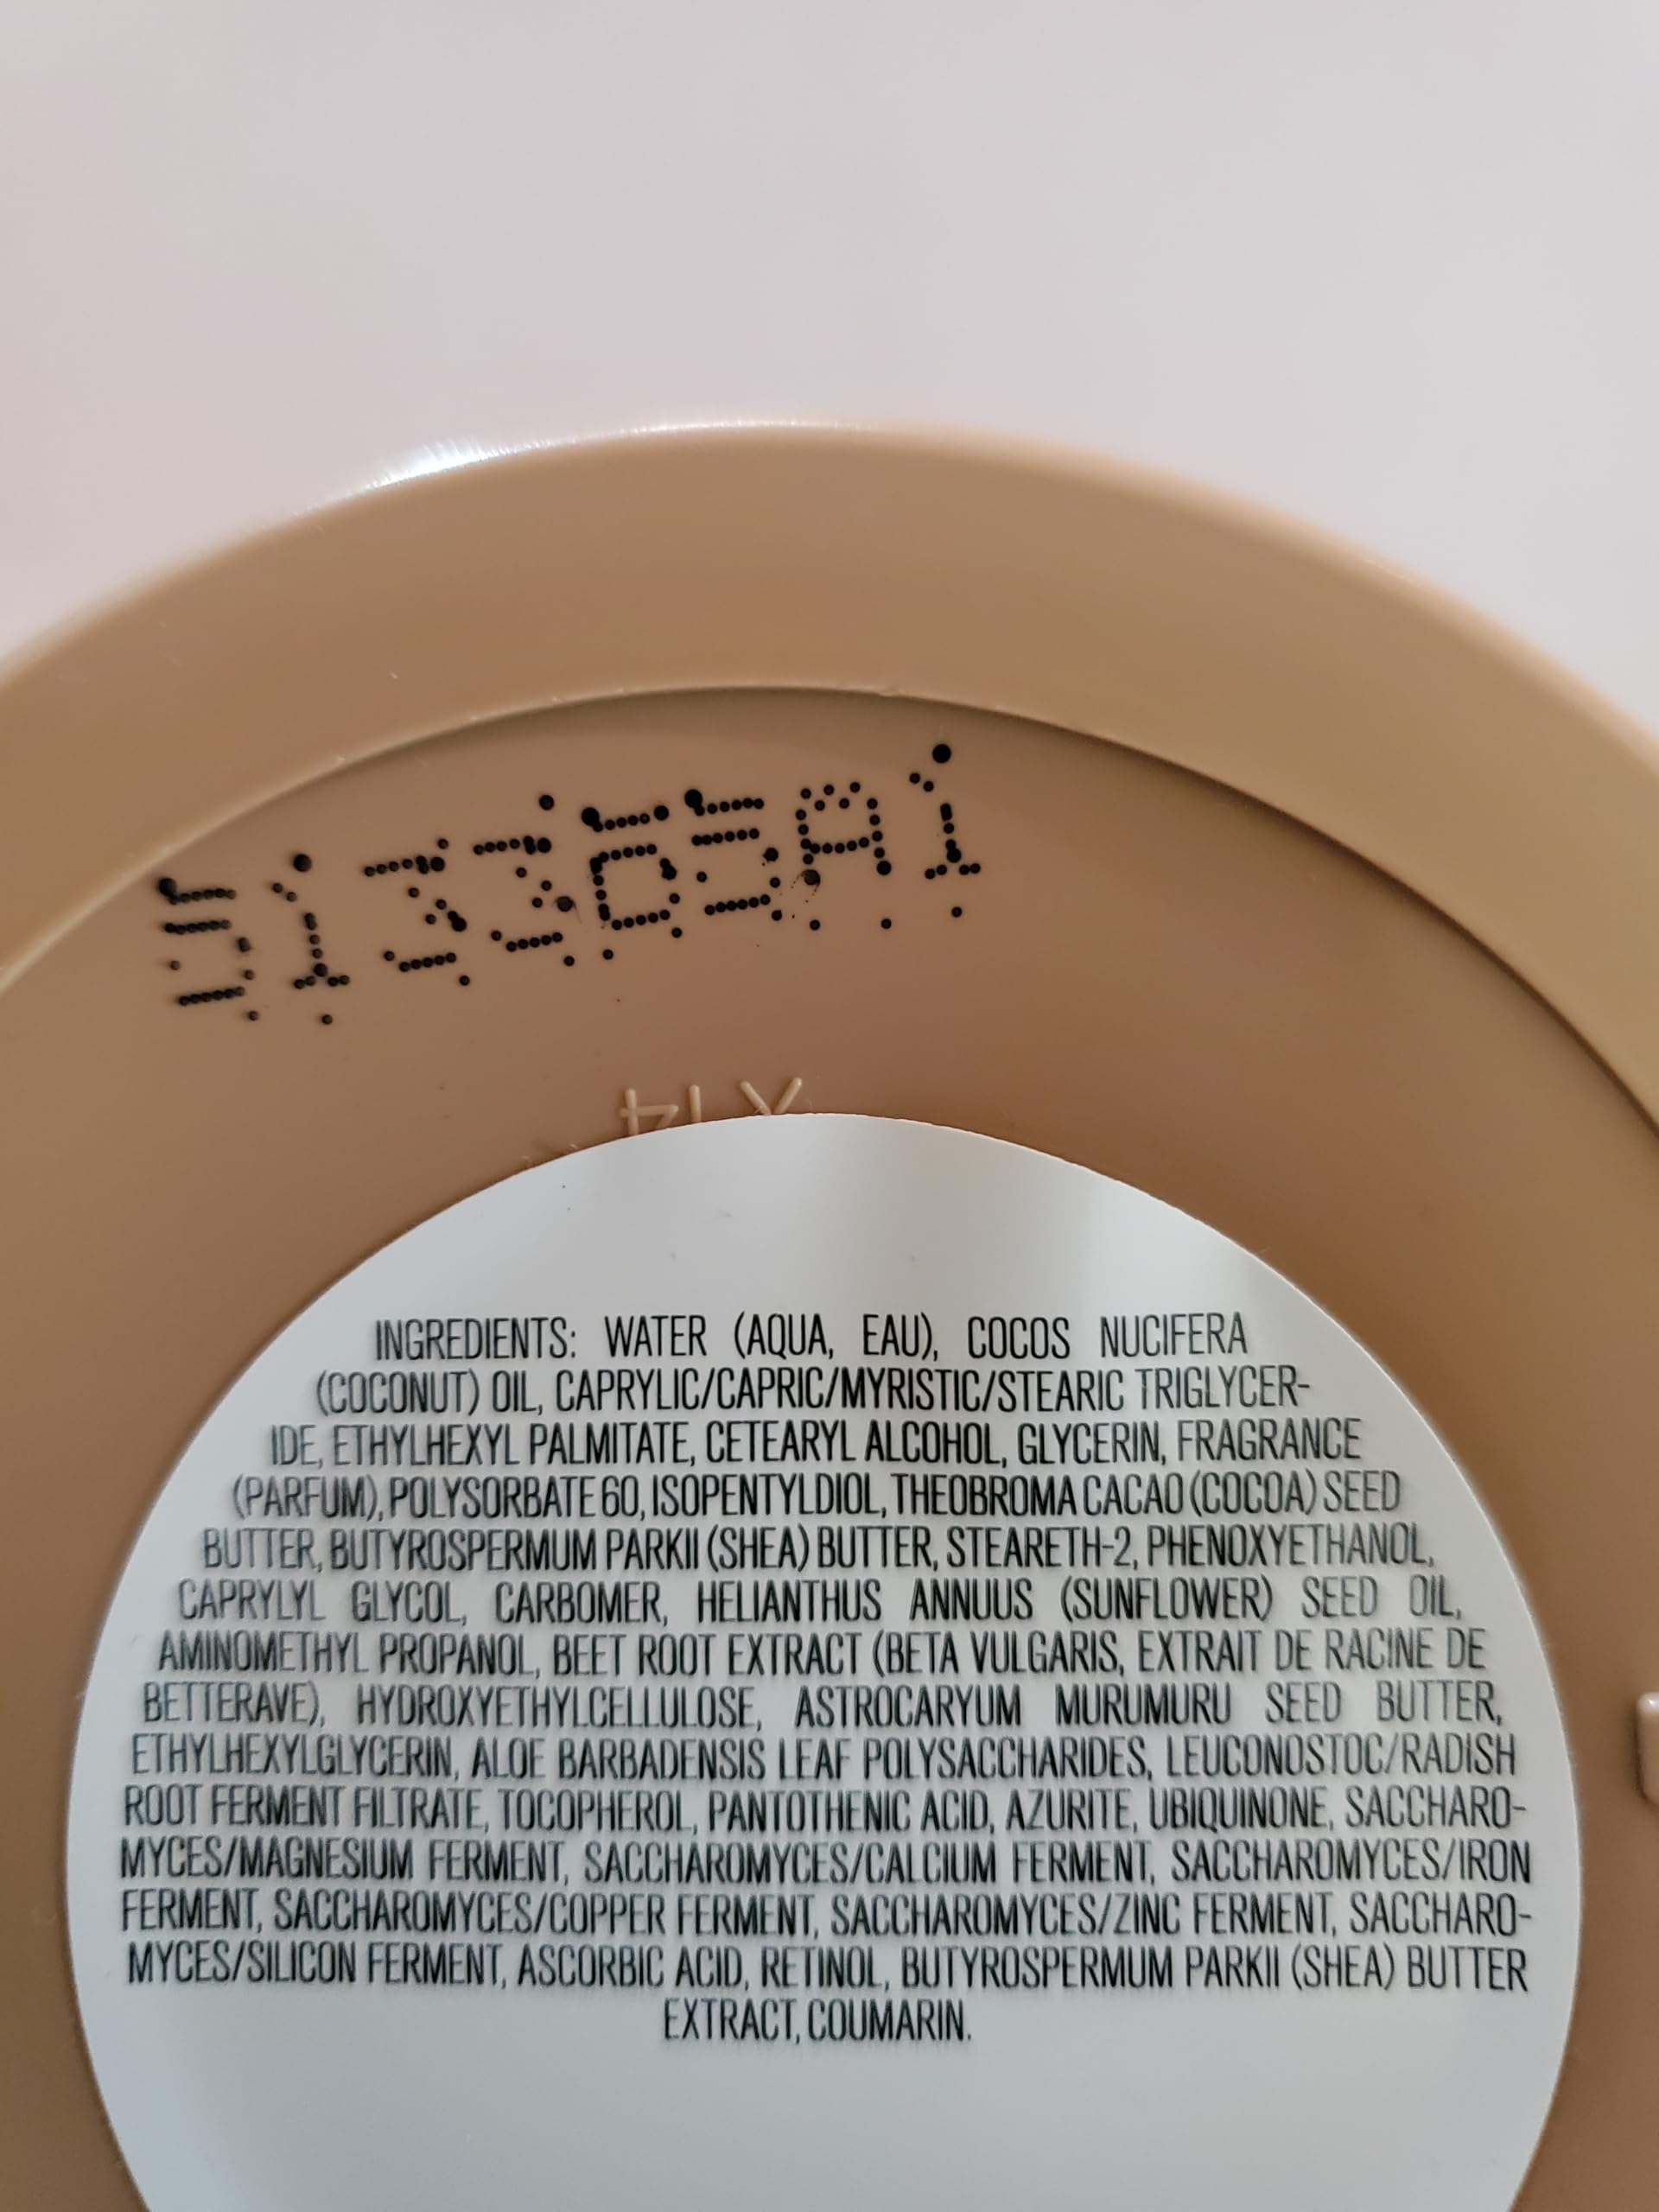 513365A1
INGREDIENTS: WATER (AQUA, EAU), COCOS NUCIFERA
(COCONUT) OIL, CAPRYLIC/CAPRIC/MYRISTIC/STEARIC TRIGLYCER-
IDE, ETHYLHEXYL PALMITATE, CETEARYL ALCOHOL, GLYCERIN, FRAGRANCE
(PARFUM), POLYSORBATE 60, ISOPENTYLDIOL, THEOBROMA CACAO (COCOA) SEED
BUTTER, BUTYROSPERMUM PARKII (SHEA) BUTTER, STEARETH-2, PHENOXYETHANOL,
CAPRYLYL GLYCOL, CARBOMER, HELIANTHUS ANNUUS (SUNFLOWER) SEED OIL,
AMINOMETHYL PROPANOL, BEET ROOT EXTRACT (BETA VULGARIS, EXTRAIT DE RACINE DE
BETTERAVE), HYDROXYETHYLCELLULOSE, ASTROCARYUM MURUMURU SEED BUTTER,
ETHYLHEXYLGLYCERIN, ALOE BARBADENSIS LEAF POLYSACCHARIDES, LEUCONOSTOC/RADISH
ROOT FERMENT FILTRATE, TOCOPHEROL, PANTOTHENIC ACID, AZURITE, UBIQUINONE, SACCHARO-
MYCES/MAGNESIUM FERMENT, SACCHAROMYCES/CALCIUM FERMENT, SACCHAROMYCES/IRON
FERMENT, SACCHAROMYCES/COPPER FERMENT, SACCHAROMYCES/ZINC FERMENT, SACCHARO-
MYCES/SILICON FERMENT, ASCORBIC ACID, RETINOL, BUTYROSPERMUM PARKII (SHEA) BUTTER
EXTRACT, COUMARIN.